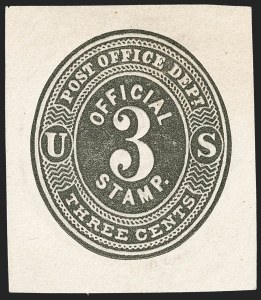 POST OFFICE DEPT
OFFICIAL
U 3 S
STAMP.
THREE CENTS